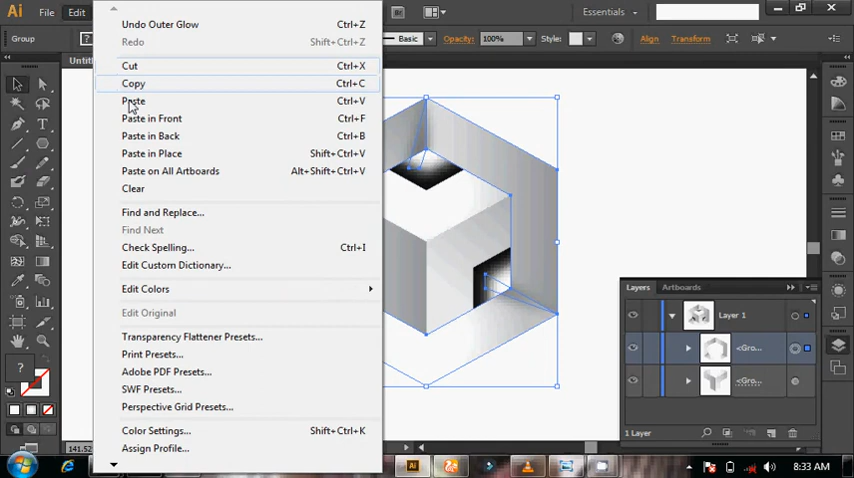 Ai File Edit Br Essentials
Group ? Basic Opacity: 100% Style: Align Transform
Undo Outer Glow Ctrl+Z
Redo Shift+Ctrl+Z
Cut Ctrl+X
Copy Ctrl+C
Paste Ctrl+V
Paste in Front Ctrl+F
Paste in Back Ctrl+B
Paste in Place Shift+Ctrl+V
Paste on All Artboards Alt+Shift+Ctrl+V
Clear
Find and Replace...
Find Next
Check Spelling... Ctrl+I
Edit Custom Dictionary...
Edit Colors
Edit Original
Transparency Flattener Presets...
Print Presets...
Adobe PDF Presets...
SWF Presets...
Perspective Grid Presets...
Color Settings... Shift+Ctrl+K
Assign Profile...
Layers Artboards
Layer 1
<Gro...
<Gro...
1 Layer
?
141.52
Ai
8:33 AM